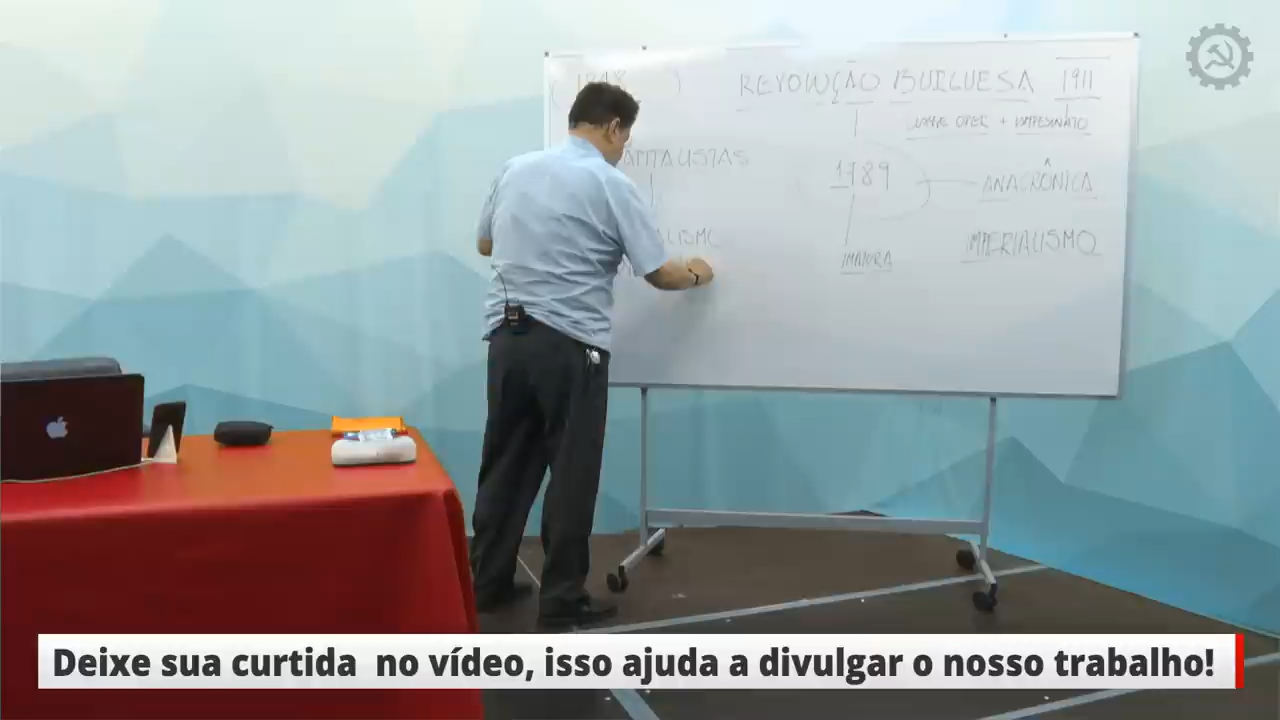 1848 ) REVOLUÇÃO BURGUESA 1911
CLASSE OPER + CAMPESINATO
1789
ANACRÔNICA
IMPERIALISMO
Deixe sua curtida no vídeo, isso ajuda a divulgar o nosso trabalho!